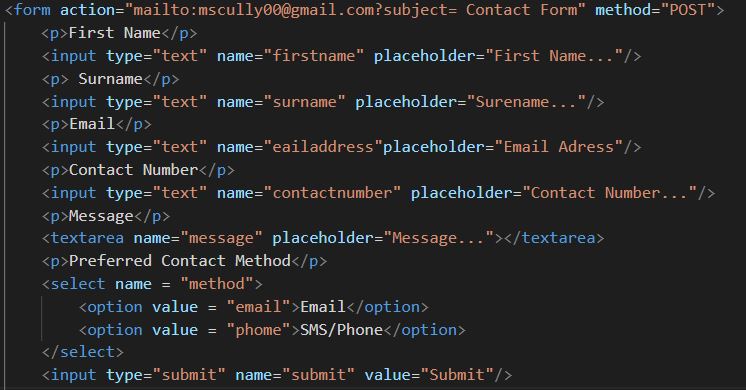 <form action="mailto:mscully00@gmail.com?subject= Contact Form" method="POST">
<p>First Name</p>
<input type="text" name="firstname" placeholder="First Name..."/>
<p> Surname</p>
<input type="text" name="surname" placeholder="Surename..."/>
<p>Email</p>
<input type="text" name="eailaddress"placeholder="Email Adress"/>
<p>Contact Number</p>
<input type="text" name="contactnumber" placeholder="Contact Number..."/>
<p>Message</p>
<textarea name="message" placeholder="Message..."></textarea>
<p>Preferred Contact Method</p>
<select name = "method">
<option value = "email">Email</option>
<option value = "phome">SMS/Phone</option>
</select>
<input type="submit" name="submit" value="Submit"/>